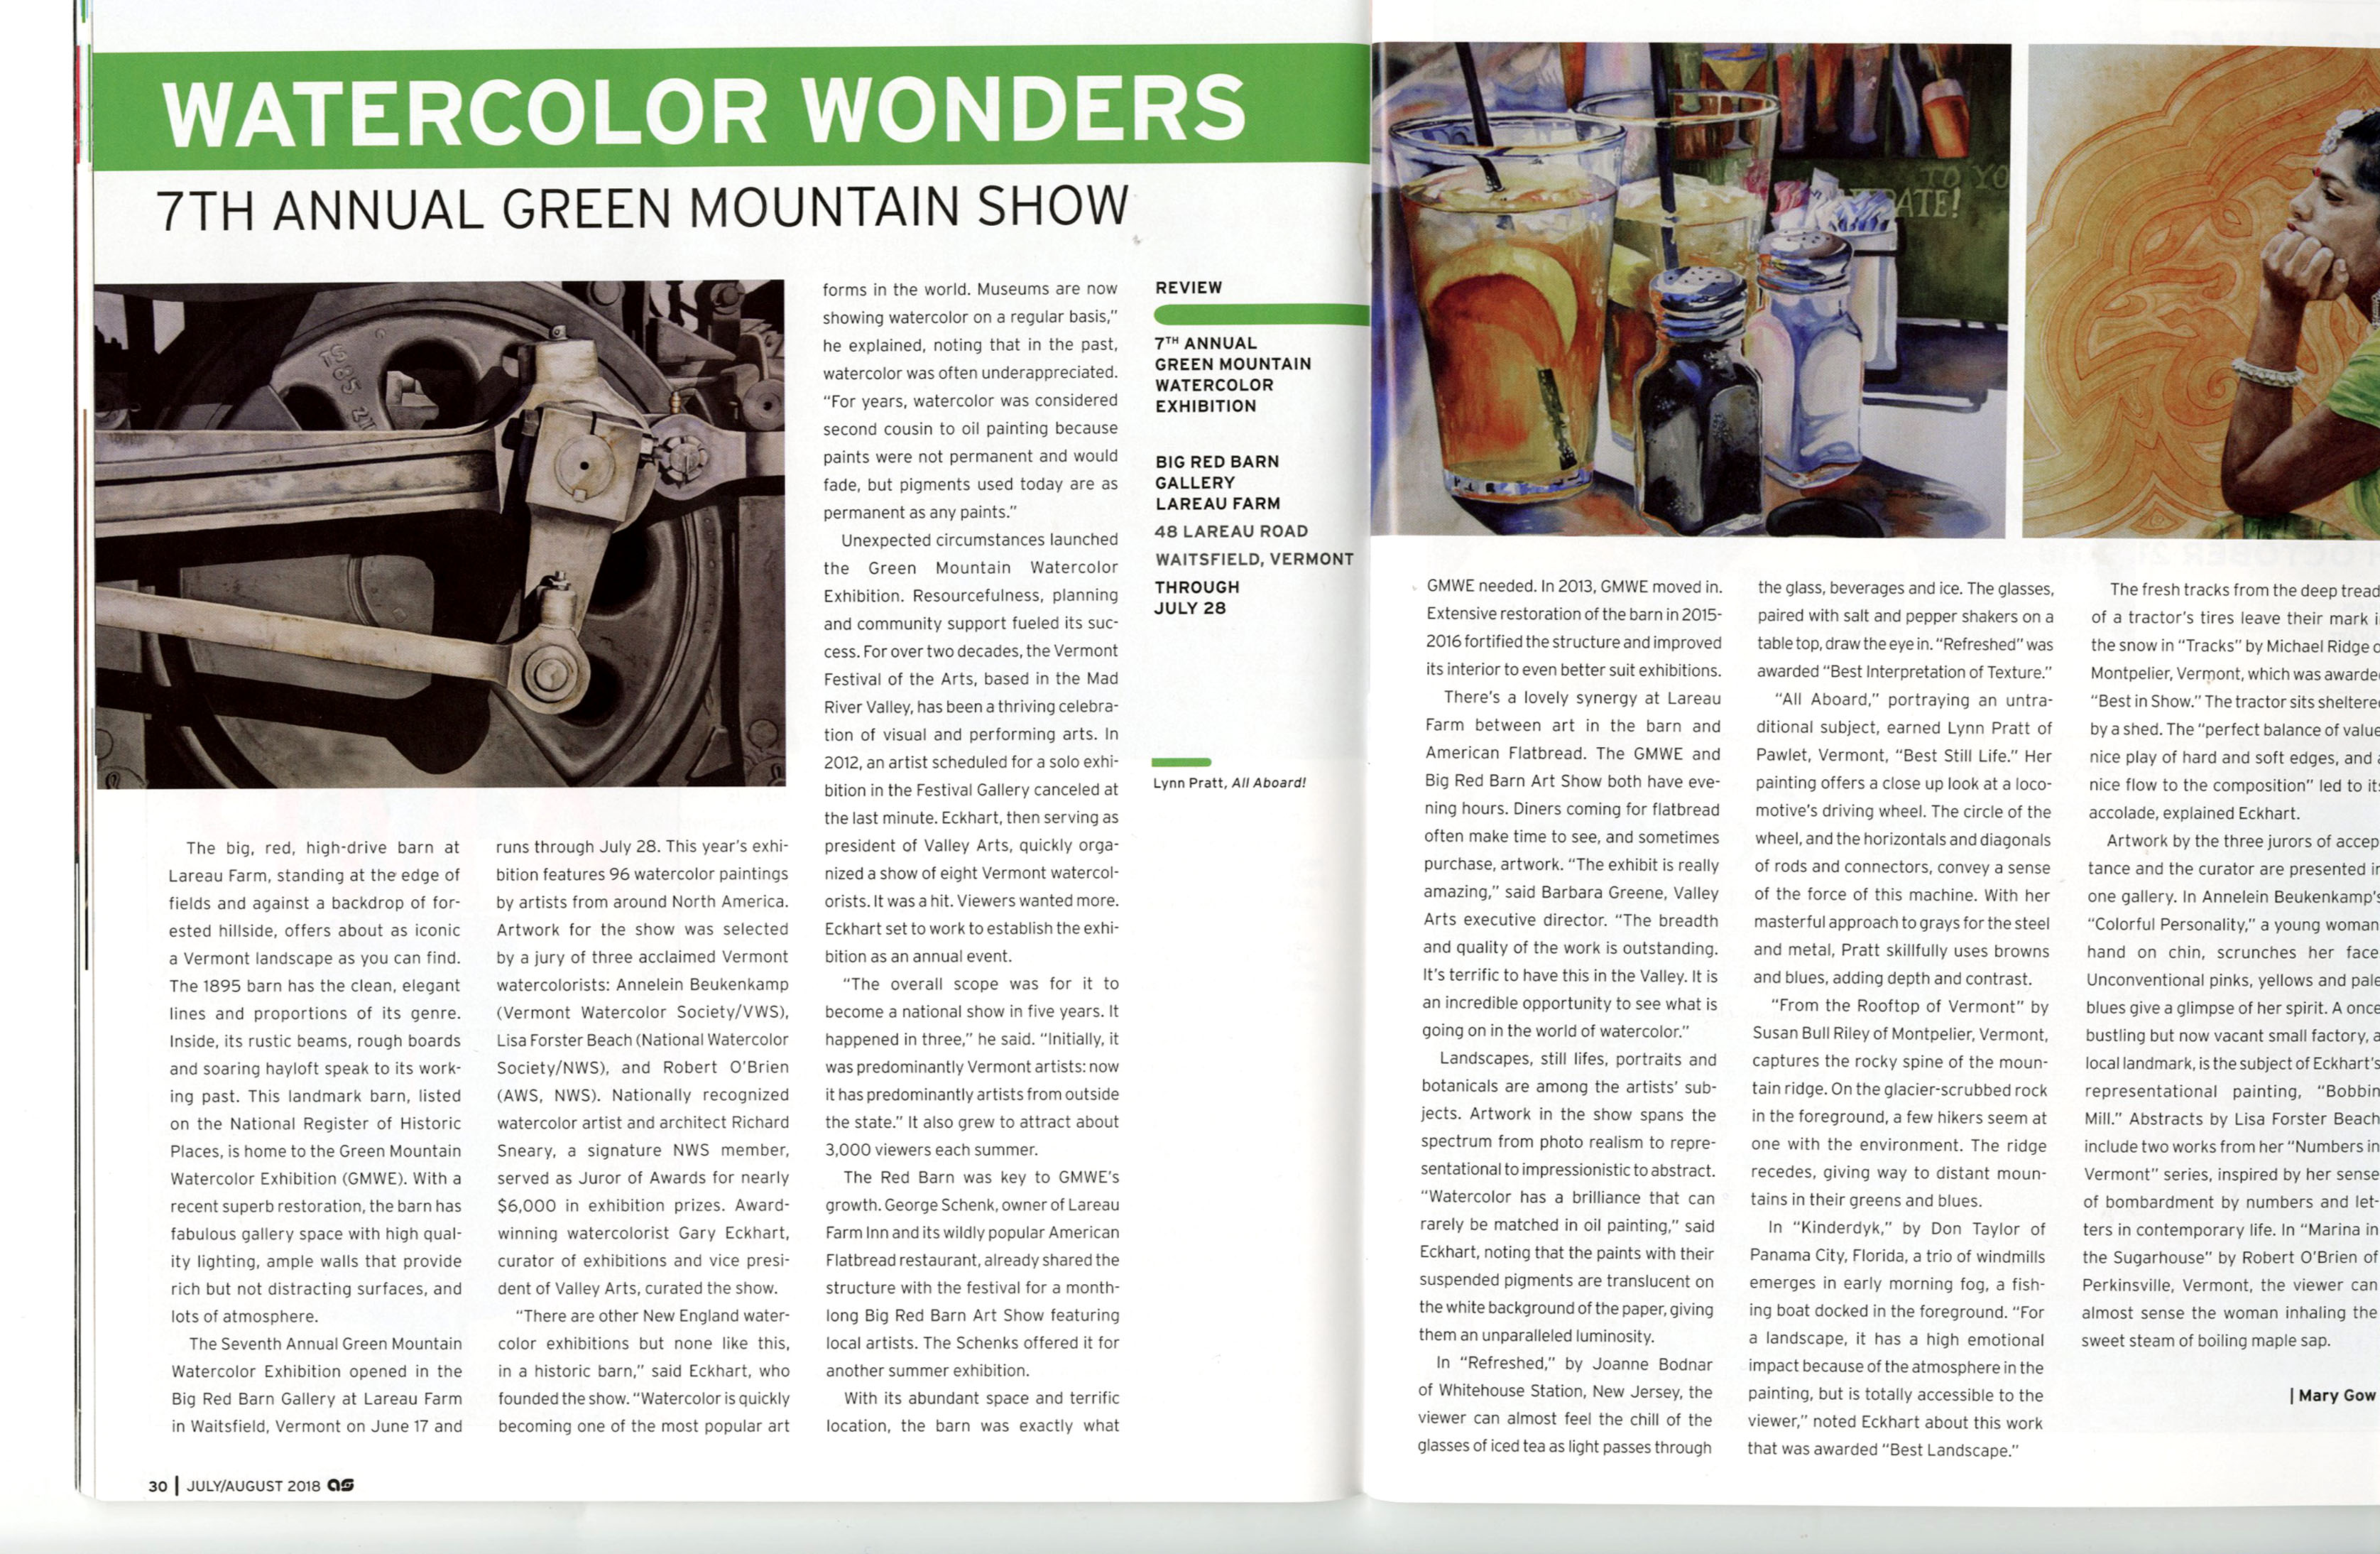 WATERCOLOR WONDERS
7TH ANNUAL GREEN MOUNTAIN SHOW
The big, red, high-drive barn at
Lareau Farm, standing at the edge of
fields and against a backdrop of for-
ested hillside, offers about as iconic
a Vermont landscape as you can find.
The 1895 barn has the clean, elegant
lines and proportions of its genre.
Inside, its rustic beams, rough boards
and soaring hayloft speak to its work-
ing past. This landmark barn, listed
on the National Register of Historic
Places, is home to the Green Mountain
Watercolor Exhibition (GMWE). With a
recent superb restoration, the barn has
fabulous gallery space with high qual-
ity lighting, ample walls that provide
rich but not distracting surfaces, and
lots of atmosphere.
The Seventh Annual Green Mountain
Watercolor Exhibition opened in the
Big Red Barn Gallery at Lareau Farm
in Waitsfield, Vermont on June 17 and
runs through July 28. This year's exhi-
bition features 96 watercolor paintings
by artists from around North America.
Artwork for the show was selected
by a jury of three acclaimed Vermont
watercolorists: Annelein Beukenkamp
(Vermont Watercolor Society/VWS),
Lisa Forster Beach (National Watercolor
Society/NWS), and Robert O'Brien
(AWS, NWS). Nationally recognized
watercolor artist and architect Richard
Sneary, a signature NWS member,
served as Juror of Awards for nearly
$6,000 in exhibition prizes. Award-
winning watercolorist Gary Eckhart,
curator of exhibitions and vice presi-
dent of Valley Arts, curated the show.
"There are other New England water-
color exhibitions but none like this,
in a historic barn," said Eckhart, who
founded the show. "Watercolor is quickly
becoming one of the most popular art
forms in the world. Museums are now
showing watercolor on a regular basis,"
he explained, noting that in the past,
watercolor was often underappreciated.
"For years, watercolor was considered
second cousin to oil painting because
paints were not permanent and would
fade, but pigments used today are as
permanent as any paints."
Unexpected circumstances launched
the Green Mountain Watercolor
Exhibition. Resourcefulness, planning
and community support fueled its suc-
cess. For over two decades, the Vermont
Festival of the Arts, based in the Mad
River Valley, has been a thriving celebra-
tion of visual and performing arts. In
2012, an artist scheduled for a solo exhi-
bition in the Festival Gallery canceled at
the last minute. Eckhart, then serving as
president of Valley Arts, quickly orga-
nized a show of eight Vermont watercol-
orists. It was a hit. Viewers wanted more.
Eckhart set to work to establish the exhi-
bition as an annual event.
"The overall scope was for it to
become a national show in five years. It
happened in three," he said. "Initially, it
was predominantly Vermont artists: now
it has predominantly artists from outside
the state." It also grew to attract about
3,000 viewers each summer.
The Red Barn was key to GMWE's
growth. George Schenk, owner of Lareau
Farm Inn and its wildly popular American
Flatbread restaurant, already shared the
structure with the festival for a month-
long Big Red Barn Art Show featuring
local artists. The Schenks offered it for
another summer exhibition.
With its abundant space and terrific
location, the barn was exactly what
REVIEW
7TH ANNUAL
GREEN MOUNTAIN
WATERCOLOR
EXHIBITION
BIG RED BARN
GALLERY
LAREAU FARM
48 LAREAU ROAD
WAITSFIELD, VERMONT
THROUGH
JULY 28
Lynn Pratt, All Aboard!
30 | JULY/AUGUST 2018 as
TO YO
ATE!
GMWE needed. In 2013, GMWE moved in.
Extensive restoration of the barn in 2015-
2016 fortified the structure and improved
its interior to even better suit exhibitions.
There's a lovely synergy at Lareau
Farm between art in the barn and
American Flatbread. The GMWE and
Big Red Barn Art Show both have eve-
ning hours. Diners coming for flatbread
often make time to see, and sometimes
purchase, artwork. "The exhibit is really
amazing," said Barbara Greene, Valley
Arts executive director. "The breadth
and quality of the work is outstanding.
It's terrific to have this in the Valley. It is
an incredible opportunity to see what is
going on in the world of watercolor."
Landscapes, still lifes, portraits and
botanicals are among the artists' sub-
jects. Artwork in the show spans the
spectrum from photo realism to repre-
sentational to impressionistic to abstract.
"Watercolor has a brilliance that can
rarely be matched in oil painting," said
Eckhart, noting that the paints with their
suspended pigments are translucent on
the white background of the paper, giving
them an unparalleled luminosity.
In "Refreshed," by Joanne Bodnar
of Whitehouse Station, New Jersey, the
viewer can almost feel the chill of the
glasses of iced tea as light passes through
the glass, beverages and ice. The glasses,
paired with salt and pepper shakers on a
table top, draw the eye in. "Refreshed" was
awarded "Best Interpretation of Texture."
"All Aboard," portraying an untra-
ditional subject, earned Lynn Pratt of
Pawlet, Vermont, "Best Still Life." Her
painting offers a close up look at a loco-
motive's driving wheel. The circle of the
wheel, and the horizontals and diagonals
of rods and connectors, convey a sense
of the force of this machine. With her
masterful approach to grays for the steel
and metal, Pratt skillfully uses browns
and blues, adding depth and contrast.
"From the Rooftop of Vermont" by
Susan Bull Riley of Montpelier, Vermont,
captures the rocky spine of the moun-
tain ridge. On the glacier-scrubbed rock
in the foreground, a few hikers seem at
one with the environment. The ridge
recedes, giving way to distant moun-
tains in their greens and blues.
In "Kinderdyk," by Don Taylor of
Panama City, Florida, a trio of windmills
emerges in early morning fog, a fish-
ing boat docked in the foreground. "For
a landscape, it has a high emotional
impact because of the atmosphere in the
painting, but is totally accessible to the
viewer," noted Eckhart about this work
that was awarded "Best Landscape."
The fresh tracks from the deep tread
of a tractor's tires leave their mark i
the snow in "Tracks" by Michael Ridge o
Montpelier, Vermont, which was awarde
"Best in Show." The tractor sits sheltere
by a shed. The "perfect balance of value
nice play of hard and soft edges, and a
nice flow to the composition" led to it
accolade, explained Eckhart.
Artwork by the three jurors of accep
tance and the curator are presented in
one gallery. In Annelein Beukenkamp's
"Colorful Personality," a young woman
hand on chin, scrunches her face
Unconventional pinks, yellows and pale
blues give a glimpse of her spirit. A once
bustling but now vacant small factory, a
local landmark, is the subject of Eckhart's
representational painting, "Bobbin
Mill." Abstracts by Lisa Forster Beach
include two works from her "Numbers in
Vermont" series, inspired by her sense
of bombardment by numbers and let-
ters in contemporary life. In "Marina in
the Sugarhouse" by Robert O'Brien of
Perkinsville, Vermont, the viewer can
almost sense the woman inhaling the
sweet steam of boiling maple sap.
| Mary Gow